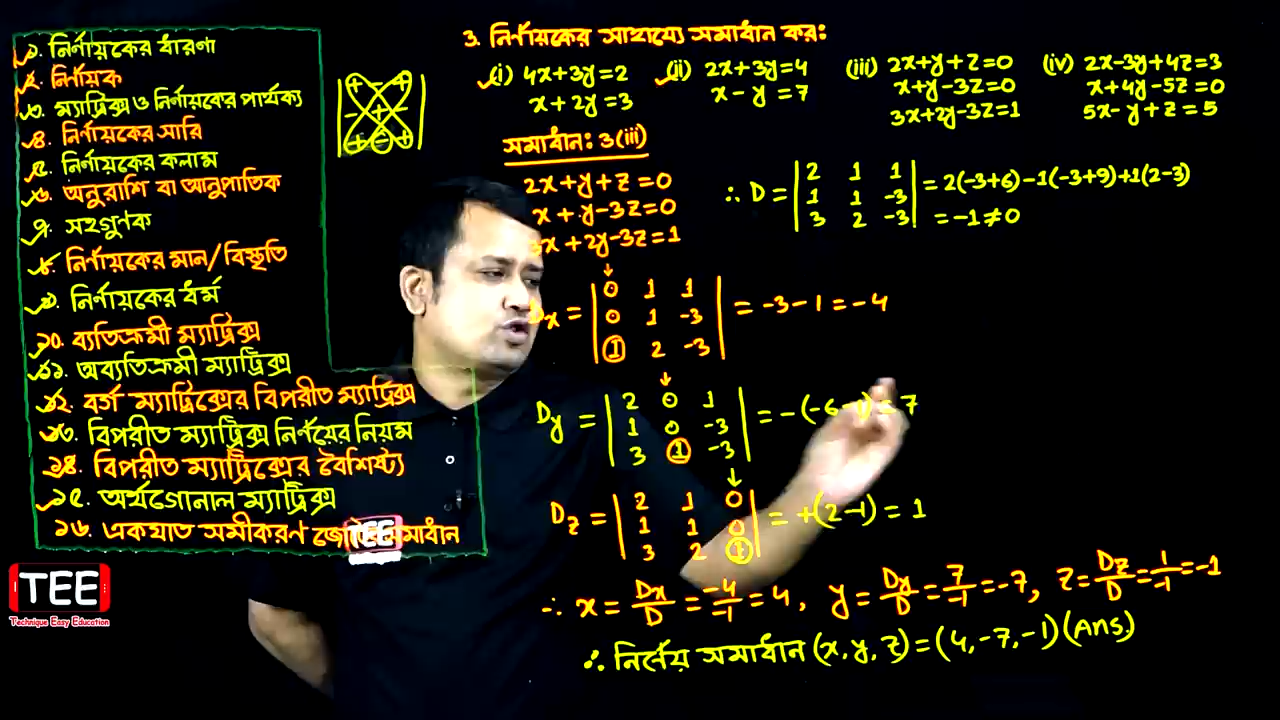 ১. নির্ণায়কের ধারণা
২. নির্ণায়ক
৩. ম্যাট্রিক্স ও নির্ণায়কের পার্থক্য
৪. নির্ণায়কের সারি
৫. নির্ণায়কের কলাম
৬. অনুরাশি বা আনুপাতিক
৭. সহগুণক
৮. নির্ণায়কের মান/বিস্তৃতি
৯. নির্ণায়কের ধর্ম
১০. ব্যতিক্রমী ম্যাট্রিক্স
১১. অব্যতিক্রমী ম্যাট্রিক্স
১২. বর্গ ম্যাট্রিক্সের বিপরীত ম্যাট্রিক্স
১৩. বিপরীত ম্যাট্রিক্স নির্ণয়ের নিয়ম
১৪. বিপরীত ম্যাট্রিক্সের বৈশিষ্ট্য
১৫. অর্থগোনাল ম্যাট্রিক্স
১৬. একঘাত সমীকরণ জোটের সমাধান
TEE
TEE
Technique Easy Education
+ +
- + -
+ - +
3. নির্ণায়কের সাহায্যে সমাধান কর:
(i) 4x+3y=2 (ii) 2x+3y=4 (iii) 2x+y+z=0 (iv) 2x-3y+4z=3
x+2y=3 x-y=7 x+y-3z=0 x+4y-5z=0
3x+2y-3z=1 5x-y+z=5
সমাধান: 3(iii)
2x+y+z=0
x+y-3z=0
3x+2y-3z=1
∴ D = | 2 1 1 | = 2(-3+6)-1(-3+9)+1(2-3)
| 1 1 -3 | = -1≠0
| 3 2 -3 |
↓
Dx = | 0 1 1 | = -3-1 = -4
| 0 1 -3 |
| 1 2 -3 |
↓
Dy = | 2 0 1 | = -(-6-1) = 7
| 1 0 -3 |
| 3 1 -3 |
↓
Dz = | 2 1 0 | = +(2-1) = 1
| 1 1 0 |
| 3 2 1 |
∴ x = Dx/D = -4/-1 = 4, y = Dy/D = 7/-1 = -7, z = Dz/D = 1/-1 = -1
∴ নির্ণেয় সমাধান (x, y, z) = (4, -7, -1) (Ans.)